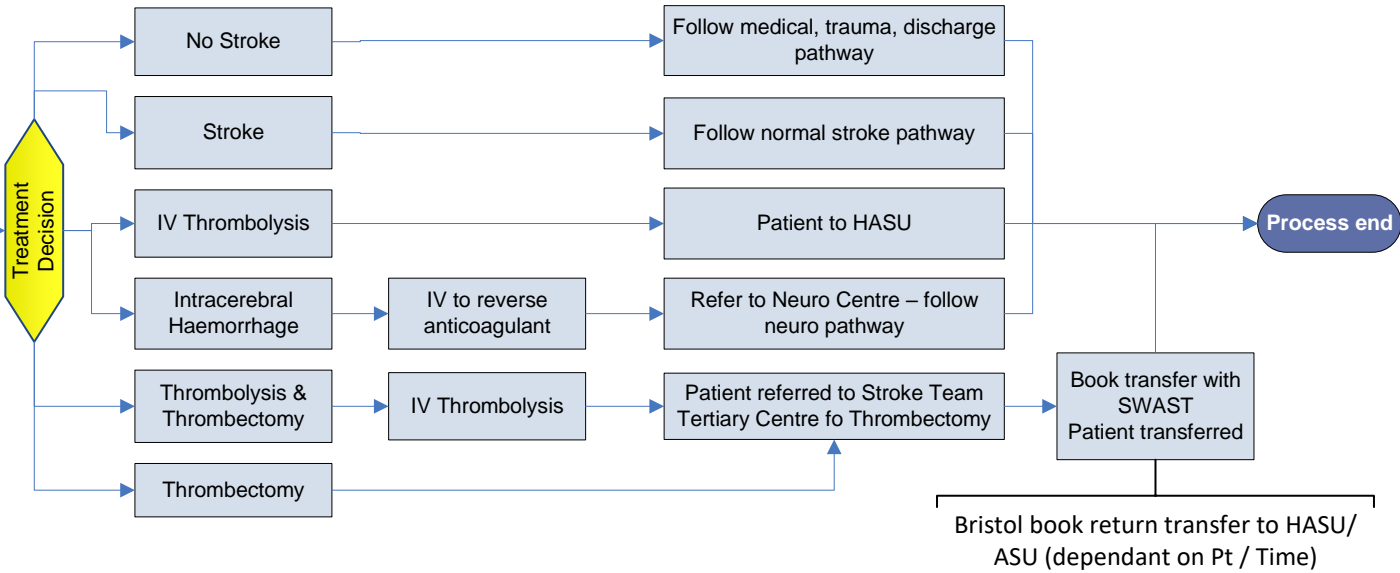 No Stroke
Follow medical, trauma, discharge
pathway
Stroke
Follow normal stroke pathway
Treatment
Decision
IV Thrombolysis
Patient to HASU
Process end
Intracerebral
Haemorrhage
IV to reverse
anticoagulant
Refer to Neuro Centre – follow
neuro pathway
Thrombolysis &
Thrombectomy
IV Thrombolysis
Patient referred to Stroke Team
Tertiary Centre fo Thrombectomy
Book transfer with
SWAST
Patient transferred
Thrombectomy
Bristol book return transfer to HASU/
ASU (dependant on Pt / Time)